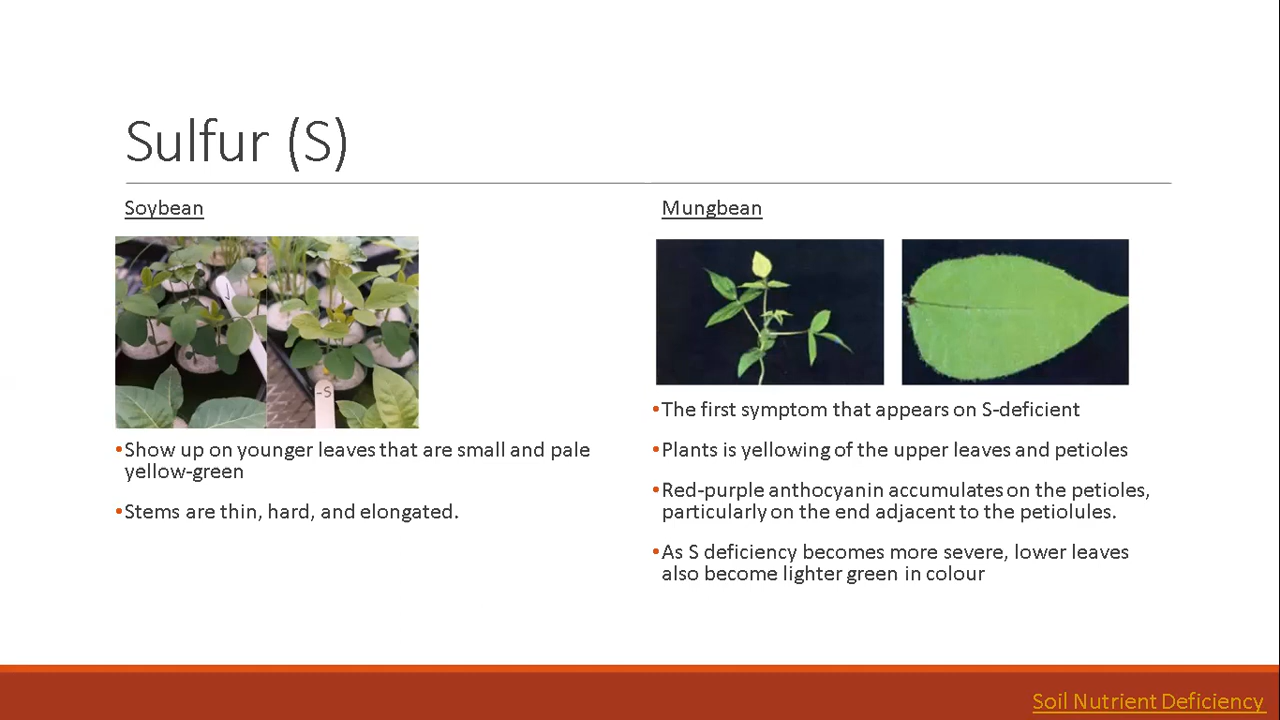 Sulfur (S)
Soybean
-S
•Show up on younger leaves that are small and pale
yellow-green
•Stems are thin, hard, and elongated.
Mungbean
•The first symptom that appears on S-deficient
•Plants is yellowing of the upper leaves and petioles
•Red-purple anthocyanin accumulates on the petioles,
particularly on the end adjacent to the petiolules.
•As S deficiency becomes more severe, lower leaves
also become lighter green in colour
Soil Nutrient Deficiency